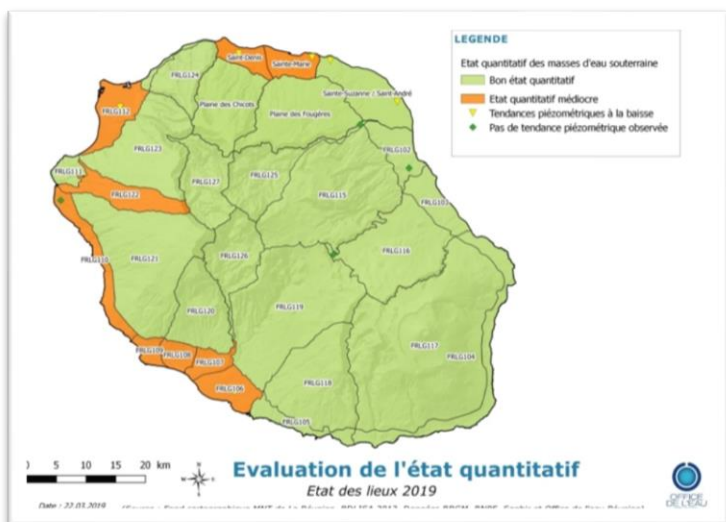 LEGENDE
Etat quantitatif des masses d'eau souterraine
Bon état quantitatif
Etat quantitatif médiocre
Tendances piézométriques à la baisse
Pas de tendance piézométrique observée
Saint-Denis
Sainte-Marie
FRLG124
Plaine des Chicots
Plaine des Fougères
Sainte-Suzanne / Saint-André
FRLG112
FRLG123
FRLG102
FRLG113
FRLG127
FRLG125
FRLG122
FRLG115
FRLG103
FRLG110
FRLG121
FRLG126
FRLG116
FRLG119
FRLG120
FRLG117
FRLG104
FRLG109
FRLG108
FRLG107
FRLG118
FRLG106
FRLG105
5 10 15 20 km
Evaluation de l'état quantitatif
Etat des lieux 2019
OFFICE
DE L'EAU
Date : 22.03.2019